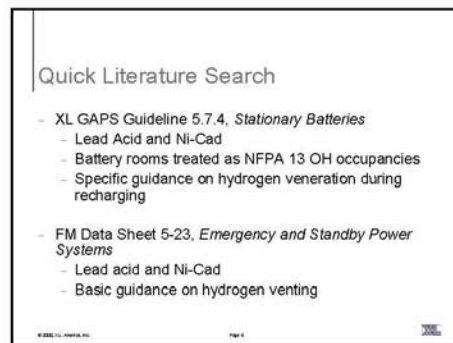 Quick Literature Search
– XL GAPS Guideline 5.7.4, Stationary Batteries
– Lead Acid and Ni-Cad
– Battery rooms treated as NFPA 13 OH occupancies
– Specific guidance on hydrogen veneration during
recharging
– FM Data Sheet 5-23, Emergency and Standby Power
Systems
– Lead acid and Ni-Cad
– Basic guidance on hydrogen venting
Page 6